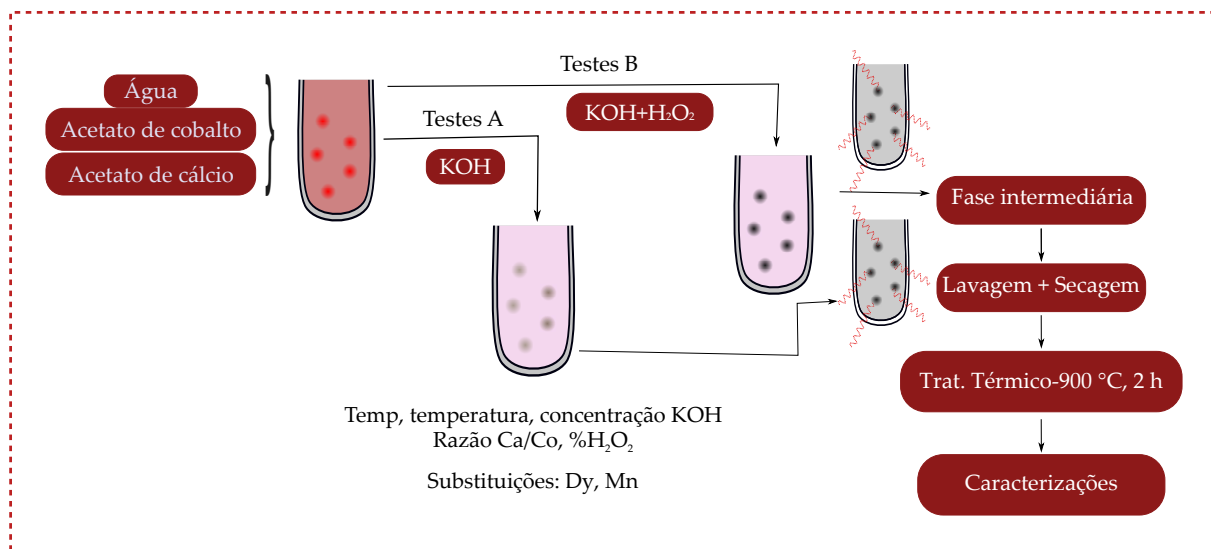 Água
Acetato de cobalto
Acetato de cálcio
Testes B
KOH+H₂O₂
Testes A
KOH
Fase intermediária
Lavagem + Secagem
Trat. Térmico-900 °C, 2 h
Caracterizações
Temp, temperatura, concentração KOH
Razão Ca/Co, %H₂O₂
Substituições: Dy, Mn